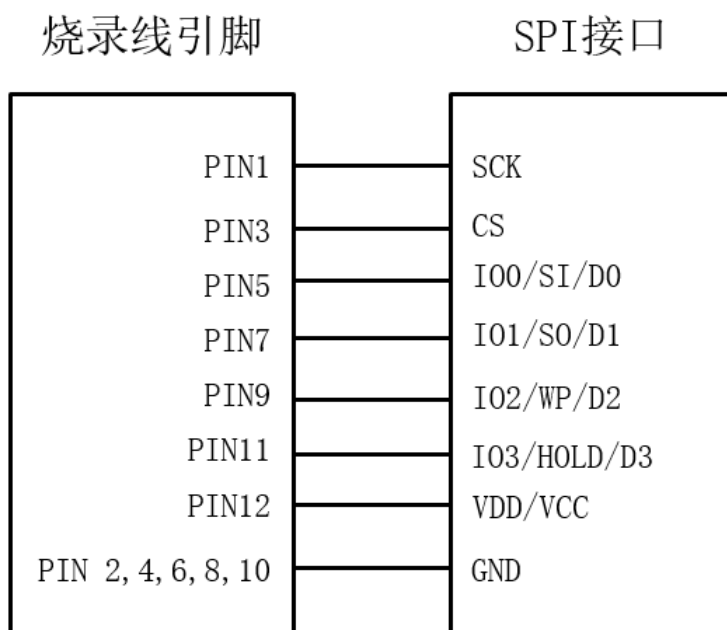 烧录线引脚 SPI接口
PIN1 SCK
PIN3 CS
PIN5 IO0/SI/D0
PIN7 IO1/SO/D1
PIN9 IO2/WP/D2
PIN11 IO3/HOLD/D3
PIN12 VDD/VCC
PIN 2,4,6,8,10 GND